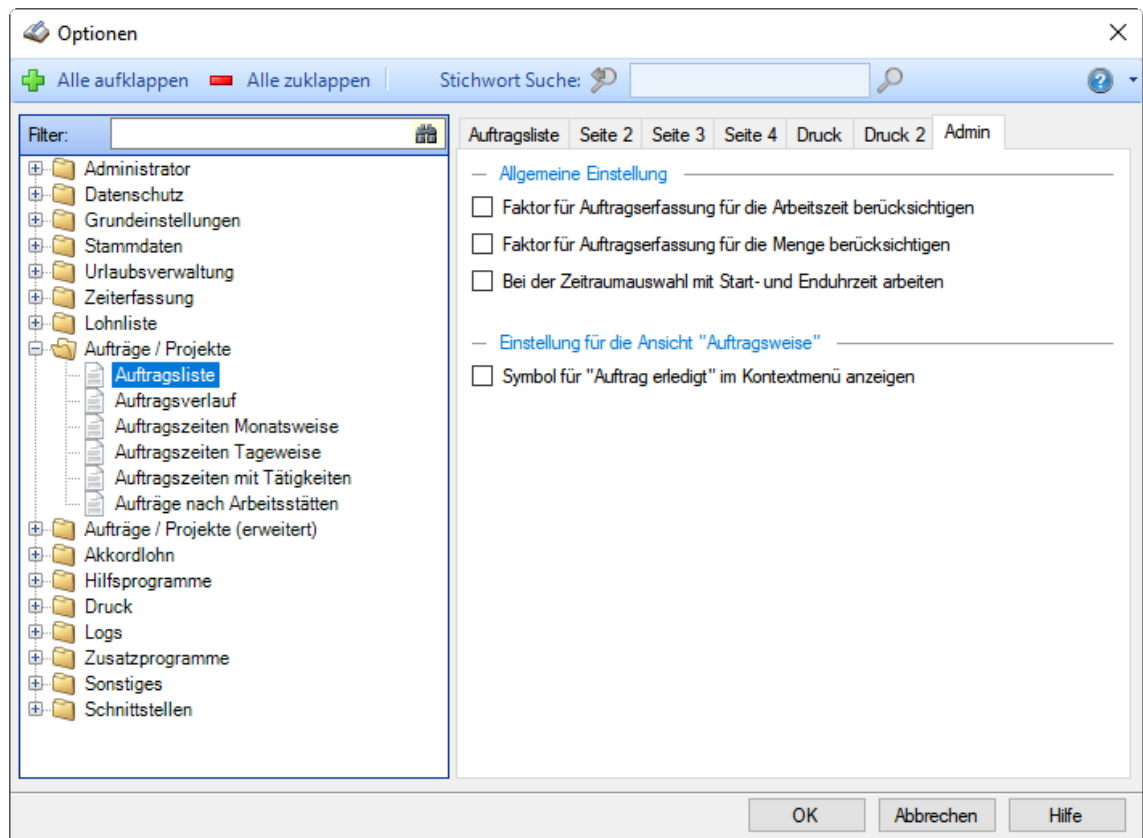 Optionen
Alle aufklappen Alle zuklappen Stichwort Suche:
Filter:
Administrator
Datenschutz
Grundeinstellungen
Stammdaten
Urlaubsverwaltung
Zeiterfassung
Lohnliste
Aufträge / Projekte
Auftragsliste
Auftragsverlauf
Auftragszeiten Monatsweise
Auftragszeiten Tageweise
Auftragszeiten mit Tätigkeiten
Aufträge nach Arbeitsstätten
Aufträge / Projekte (erweitert)
Akkordlohn
Hilfsprogramme
Druck
Logs
Zusatzprogramme
Sonstiges
Schnittstellen
Auftragsliste Seite 2 Seite 3 Seite 4 Druck Druck 2 Admin
Allgemeine Einstellung
Faktor für Auftragserfassung für die Arbeitszeit berücksichtigen
Faktor für Auftragserfassung für die Menge berücksichtigen
Bei der Zeitraumauswahl mit Start- und Enduhrzeit arbeiten
Einstellung für die Ansicht "Auftragsweise"
Symbol für "Auftrag erledigt" im Kontextmenü anzeigen
OK Abbrechen Hilfe